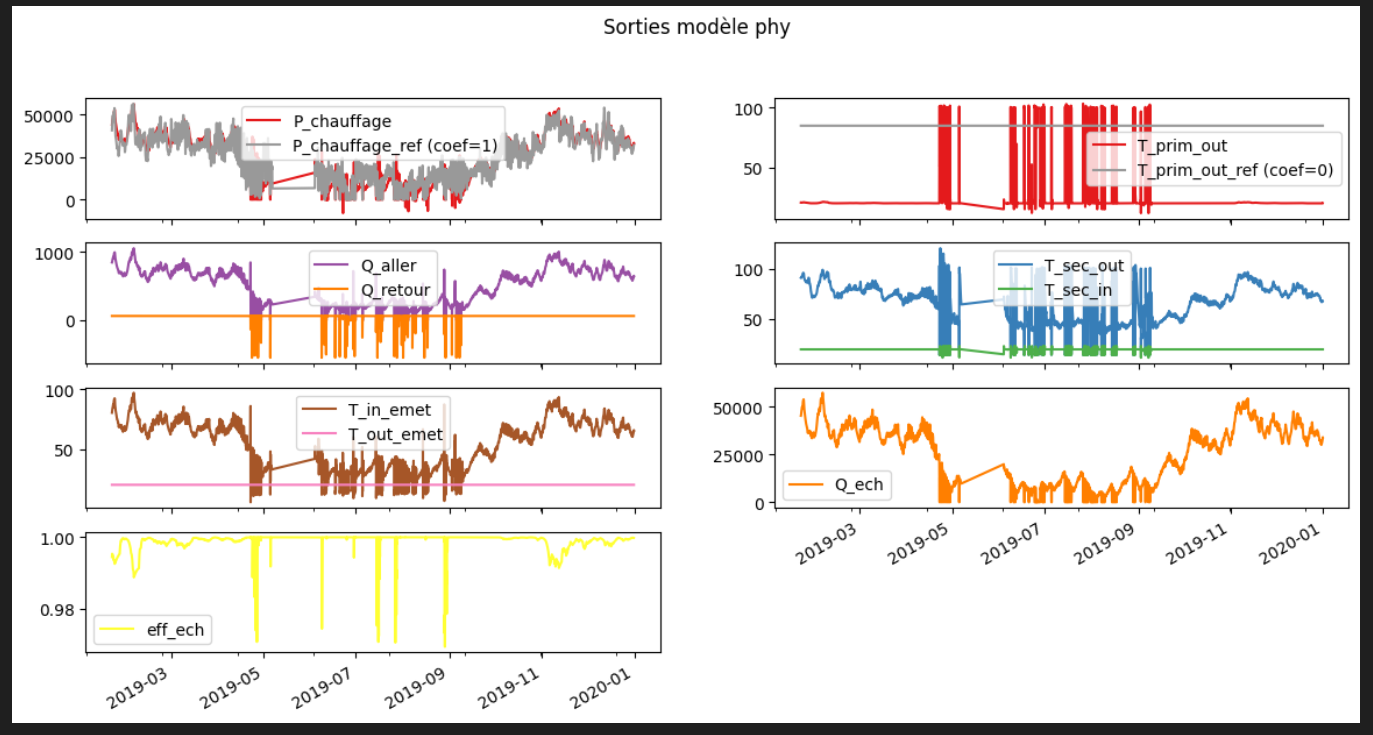 Sorties modèle phy
50000
25000
0
P_chauffage
P_chauffage_ref (coef=1)
100
50
T_prim_out
T_prim_out_ref (coef=0)
1000
0
Q_aller
Q_retour
100
50
T_sec_out
T_sec_in
100
50
T_in_emet
T_out_emet
50000
25000
0
Q_ech
2019-03
2019-05
2019-07
2019-09
2019-11
2020-01
1.00
0.98
eff_ech
2019-03
2019-05
2019-07
2019-09
2019-11
2020-01